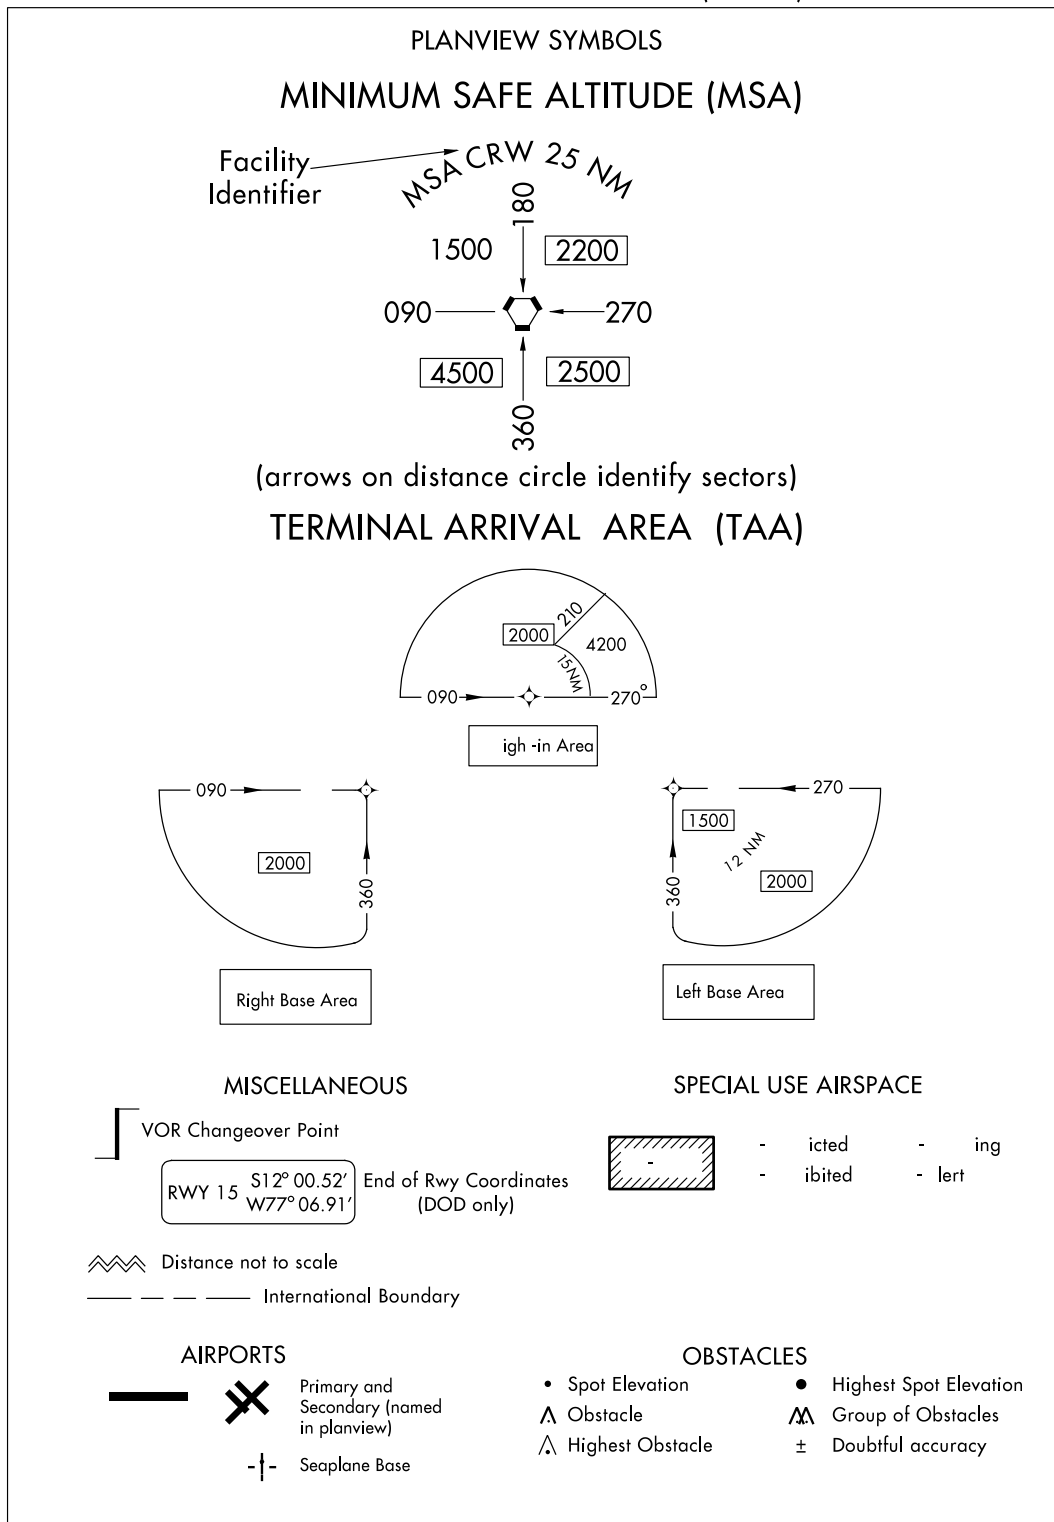 PLANVIEW SYMBOLS
MINIMUM SAFE ALTITUDE (MSA)
Facility
Identifier
MSA CRW 25 NM
180
1500
2200
090
270
4500
2500
360
(arrows on distance circle identify sectors)
TERMINAL ARRIVAL AREA (TAA)
210
2000
4200
15NM
090
270°
igh -in Area
090
2000
360
Right Base Area
270
1500
12 NM
2000
360
Left Base Area
MISCELLANEOUS
VOR Changeover Point
RWY 15
S12° 00.52'
W77° 06.91'
End of Rwy Coordinates
(DOD only)
Distance not to scale
International Boundary
SPECIAL USE AIRSPACE
-
- icted - ing
- ibited - lert
AIRPORTS
Primary and
Secondary (named
in planview)
Seaplane Base
OBSTACLES
Spot Elevation
Highest Spot Elevation
Obstacle
Group of Obstacles
Highest Obstacle
± Doubtful accuracy